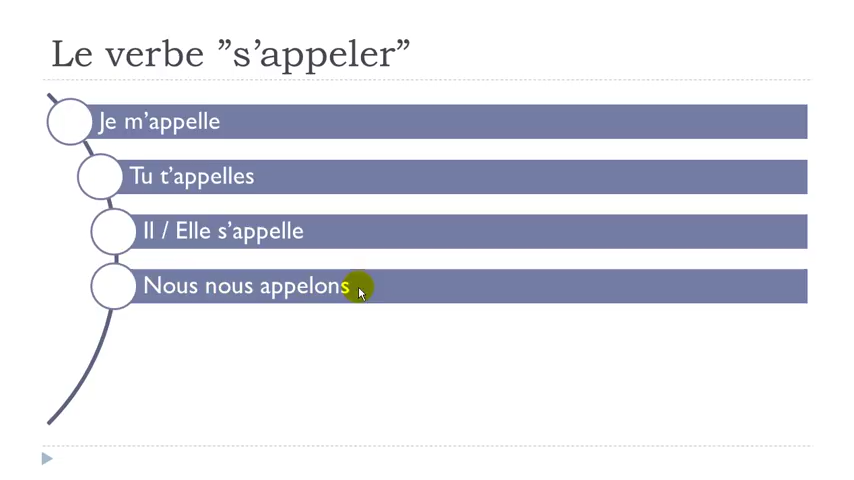 Le verbe ”s’appeler”
Je m’appelle
Tu t’appelles
Il / Elle s’appelle
Nous nous appelons